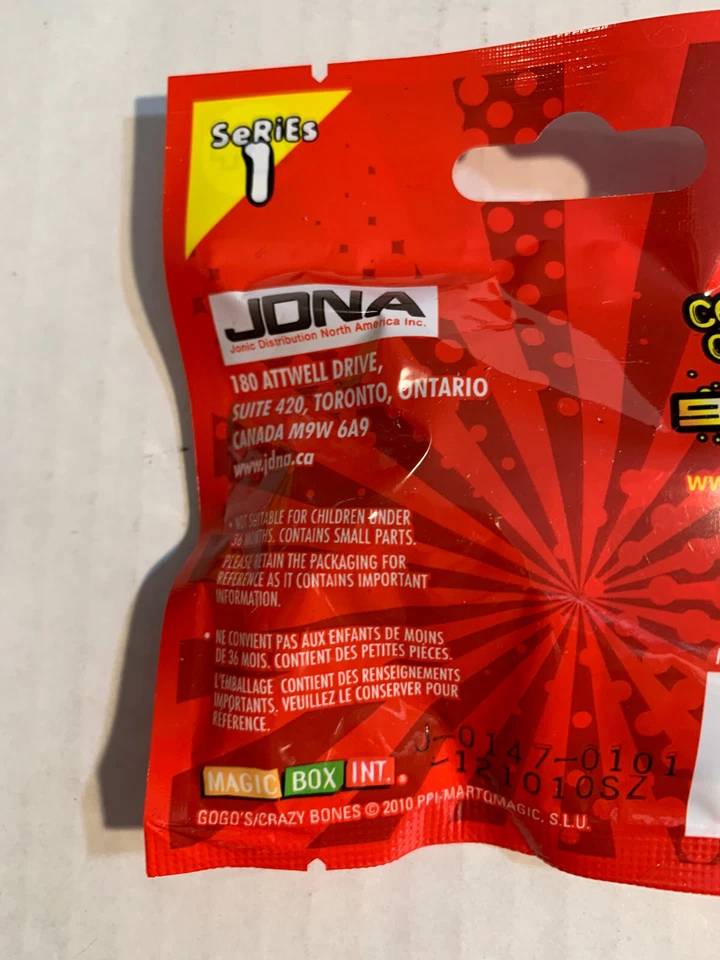 SeRiEs
1
JDNA
Jonic Distribution North America Inc.
180 ATTWELL DRIVE,
SUITE 420, TORONTO, ONTARIO
CANADA M9W 6A9
www.jdna.ca
• NOT SUITABLE FOR CHILDREN UNDER
36 MONTHS. CONTAINS SMALL PARTS.
PLEASE RETAIN THE PACKAGING FOR
REFERENCE AS IT CONTAINS IMPORTANT
INFORMATION.
• NE CONVIENT PAS AUX ENFANTS DE MOINS
DE 36 MOIS. CONTIENT DES PETITES PIÈCES.
L'EMBALLAGE CONTIENT DES RENSEIGNEMENTS
IMPORTANTS. VEUILLEZ LE CONSERVER POUR
RÉFÉRENCE.
J-0147-0101
-121010SZ
MAGIC BOX INT.®
GOGO'S/CRAZY BONES © 2010 PPI-MARTOMAGIC, S.L.U.
CO
ww